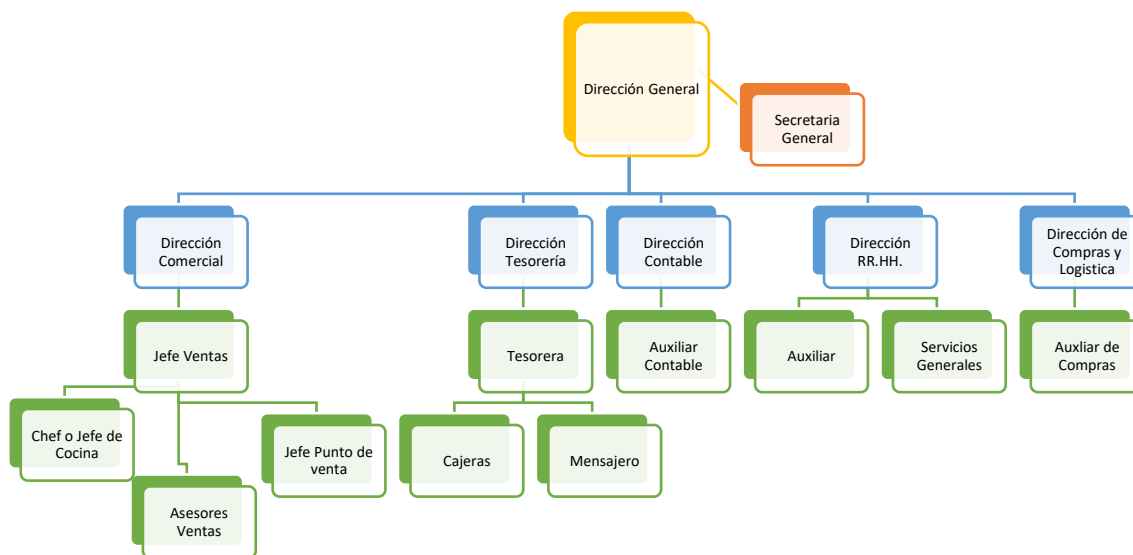 Dirección General
Secretaria
General
Dirección
Comercial
Dirección
Tesorería
Dirección
Contable
Dirección
RR.HH.
Dirección de
Compras y
Logistica
Jefe Ventas
Tesorera
Auxiliar
Contable
Auxiliar
Servicios
Generales
Auxliar de
Compras
Chef o Jefe de
Cocina
Jefe Punto de
venta
Cajeras
Mensajero
Asesores
Ventas